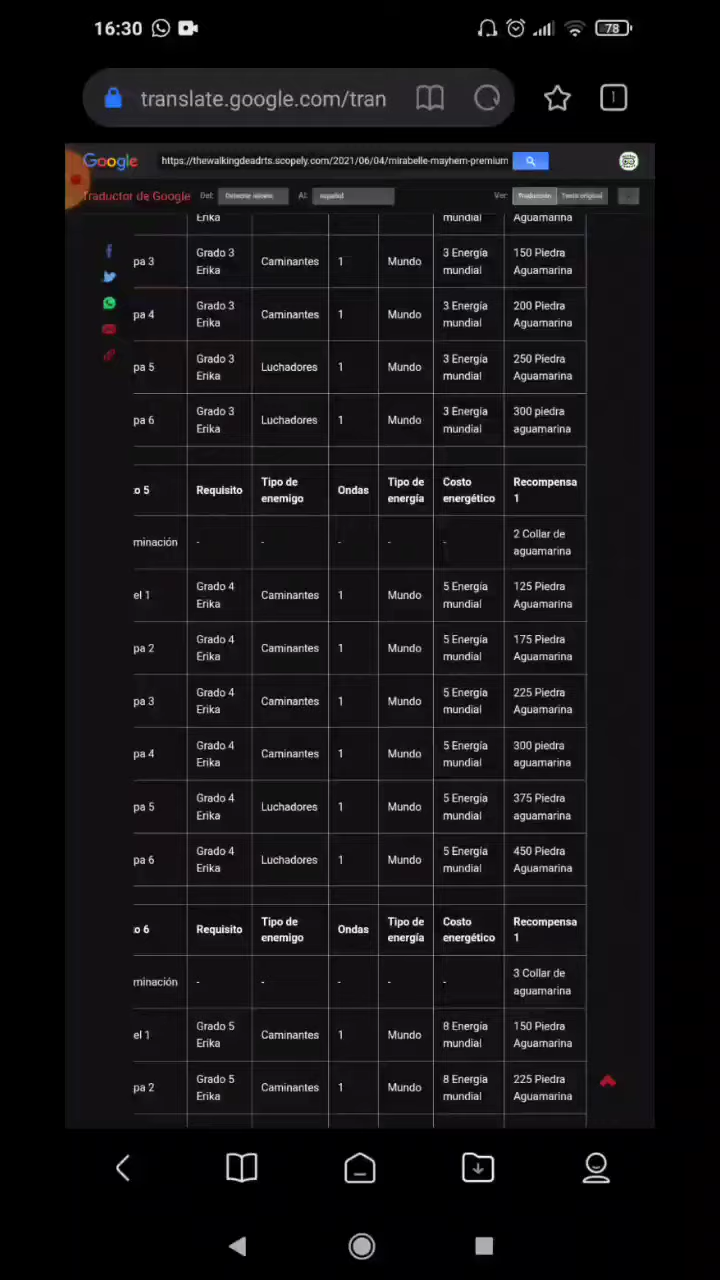 16:30
78
translate.google.com/tran
1
Google
https://thewalkingdeadrts.scopely.com/2021/06/04/mirabelle-mayhem-premium
Traductor de Google Del: Detectar idioma Al: español Ver: Traducción Texto original
Erika mundial Aguamarina
pa 3 Grado 3 Erika Caminantes 1 Mundo 3 Energía mundial 150 Piedra Aguamarina
pa 4 Grado 3 Erika Caminantes 1 Mundo 3 Energía mundial 200 Piedra Aguamarina
pa 5 Grado 3 Erika Luchadores 1 Mundo 3 Energía mundial 250 Piedra Aguamarina
pa 6 Grado 3 Erika Luchadores 1 Mundo 3 Energía mundial 300 piedra aguamarina
o 5 Requisito Tipo de enemigo Ondas Tipo de energía Costo energético Recompensa 1
minación - - - - - 2 Collar de aguamarina
el 1 Grado 4 Erika Caminantes 1 Mundo 5 Energía mundial 125 Piedra Aguamarina
pa 2 Grado 4 Erika Caminantes 1 Mundo 5 Energía mundial 175 Piedra Aguamarina
pa 3 Grado 4 Erika Caminantes 1 Mundo 5 Energía mundial 225 Piedra Aguamarina
pa 4 Grado 4 Erika Caminantes 1 Mundo 5 Energía mundial 300 piedra aguamarina
pa 5 Grado 4 Erika Luchadores 1 Mundo 5 Energía mundial 375 Piedra aguamarina
pa 6 Grado 4 Erika Luchadores 1 Mundo 5 Energía mundial 450 Piedra Aguamarina
o 6 Requisito Tipo de enemigo Ondas Tipo de energía Costo energético Recompensa 1
minación - - - - - 3 Collar de aguamarina
el 1 Grado 5 Erika Caminantes 1 Mundo 8 Energía mundial 150 Piedra Aguamarina
pa 2 Grado 5 Erika Caminantes 1 Mundo 8 Energía mundial 225 Piedra Aguamarina